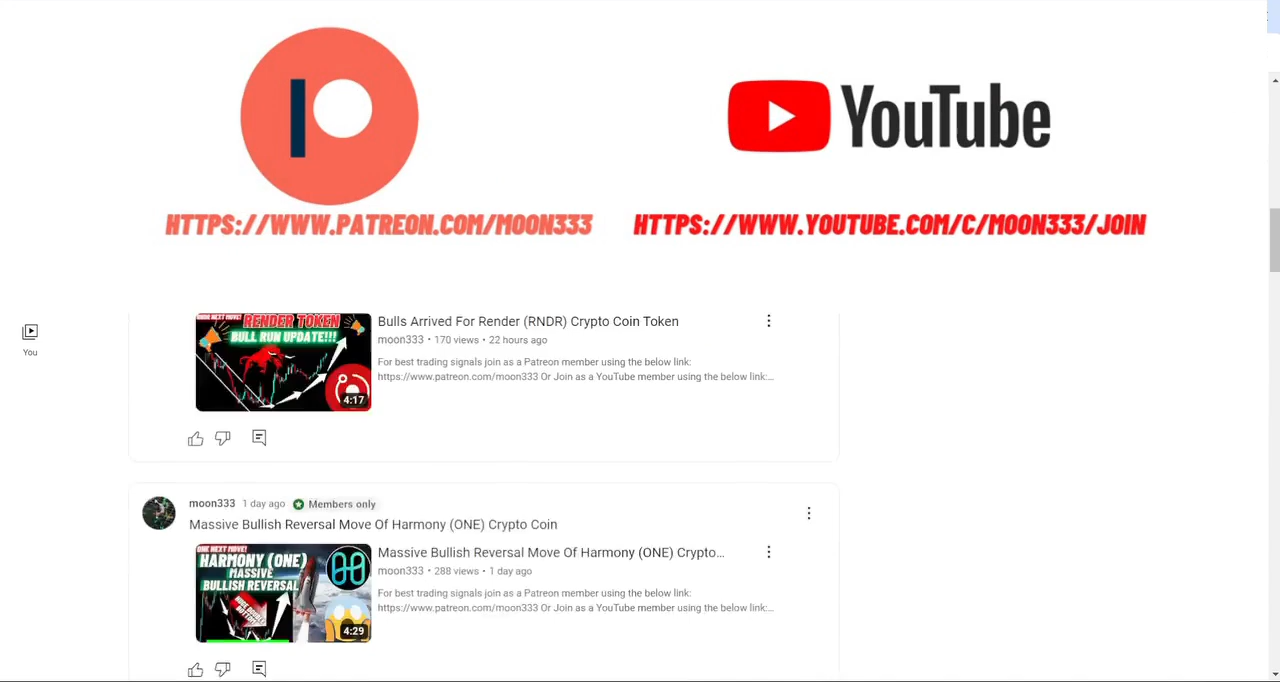 YouTube
HTTPS://WWW.PATREON.COM/MOON333
HTTPS://WWW.YOUTUBE.COM/C/MOON333/JOIN
You
RENDER TOKEN
BULL RUN UPDATE!!!
4:17
Bulls Arrived For Render (RNDR) Crypto Coin Token
moon333 • 170 views • 22 hours ago
For best trading signals join as a Patreon member using the below link:
https://www.patreon.com/moon333 Or Join as a YouTube member using the below link:...
moon333 1 day ago Members only
Massive Bullish Reversal Move Of Harmony (ONE) Crypto Coin
ONE NEXT MOVE!
HARMONY (ONE)
MASSIVE
BULLISH REVERSAL
4:29
Massive Bullish Reversal Move Of Harmony (ONE) Crypto...
moon333 • 288 views • 1 day ago
For best trading signals join as a Patreon member using the below link:
https://www.patreon.com/moon333 Or Join as a YouTube member using the below link:...